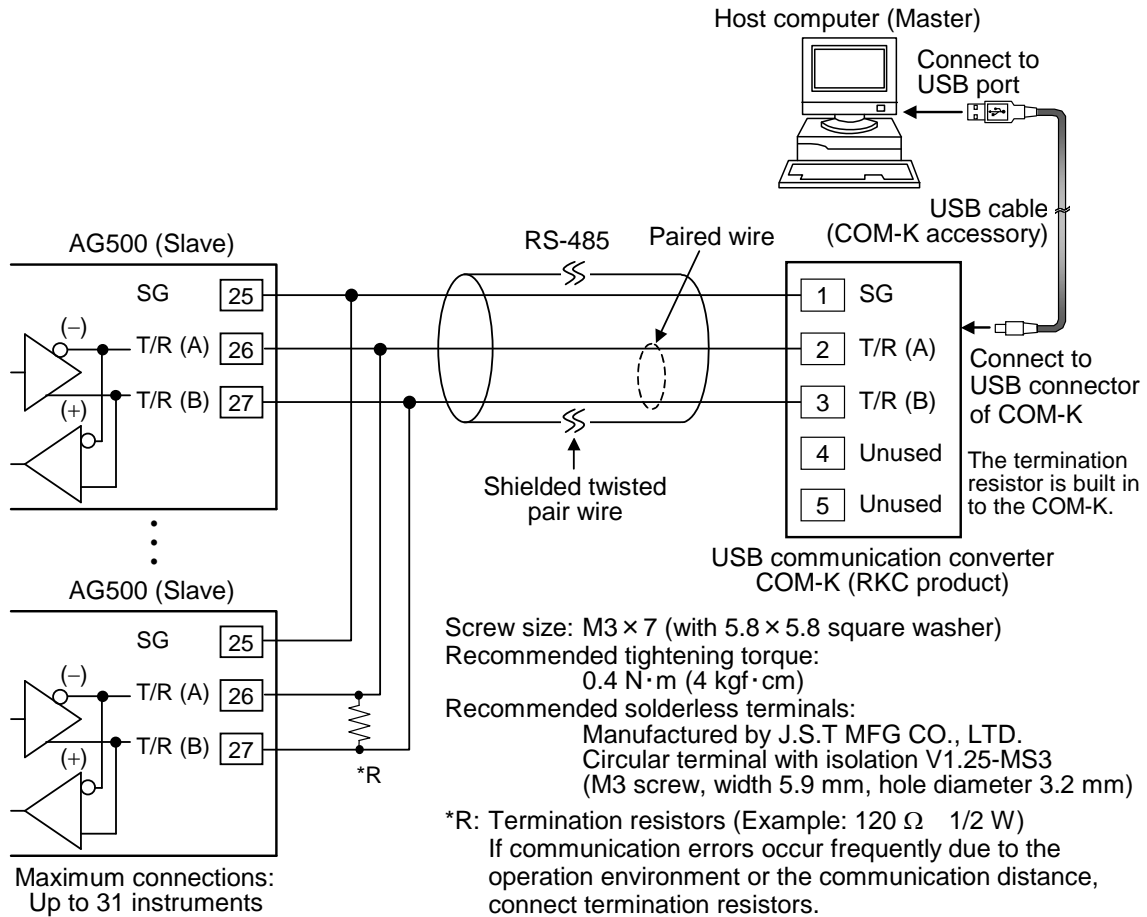 Host computer (Master)
Connect to
USB port
USB cable
(COM-K accessory)
AG500 (Slave)
RS-485
Paired wire
SG 25
(–)
T/R (A) 26
T/R (B) 27
(+)
1 SG
2 T/R (A)
3 T/R (B)
4 Unused
5 Unused
Connect to
USB connector
of COM-K
The termination
resistor is built in
to the COM-K.
Shielded twisted
pair wire
USB communication converter
COM-K (RKC product)
AG500 (Slave)
SG 25
(–)
T/R (A) 26
T/R (B) 27
(+)
*R
Maximum connections:
Up to 31 instruments
Screw size: M3 × 7 (with 5.8 × 5.8 square washer)
Recommended tightening torque:
0.4 N·m (4 kgf·cm)
Recommended solderless terminals:
Manufactured by J.S.T MFG CO., LTD.
Circular terminal with isolation V1.25-MS3
(M3 screw, width 5.9 mm, hole diameter 3.2 mm)
*R: Termination resistors (Example: 120 Ω 1/2 W)
If communication errors occur frequently due to the
operation environment or the communication distance,
connect termination resistors.